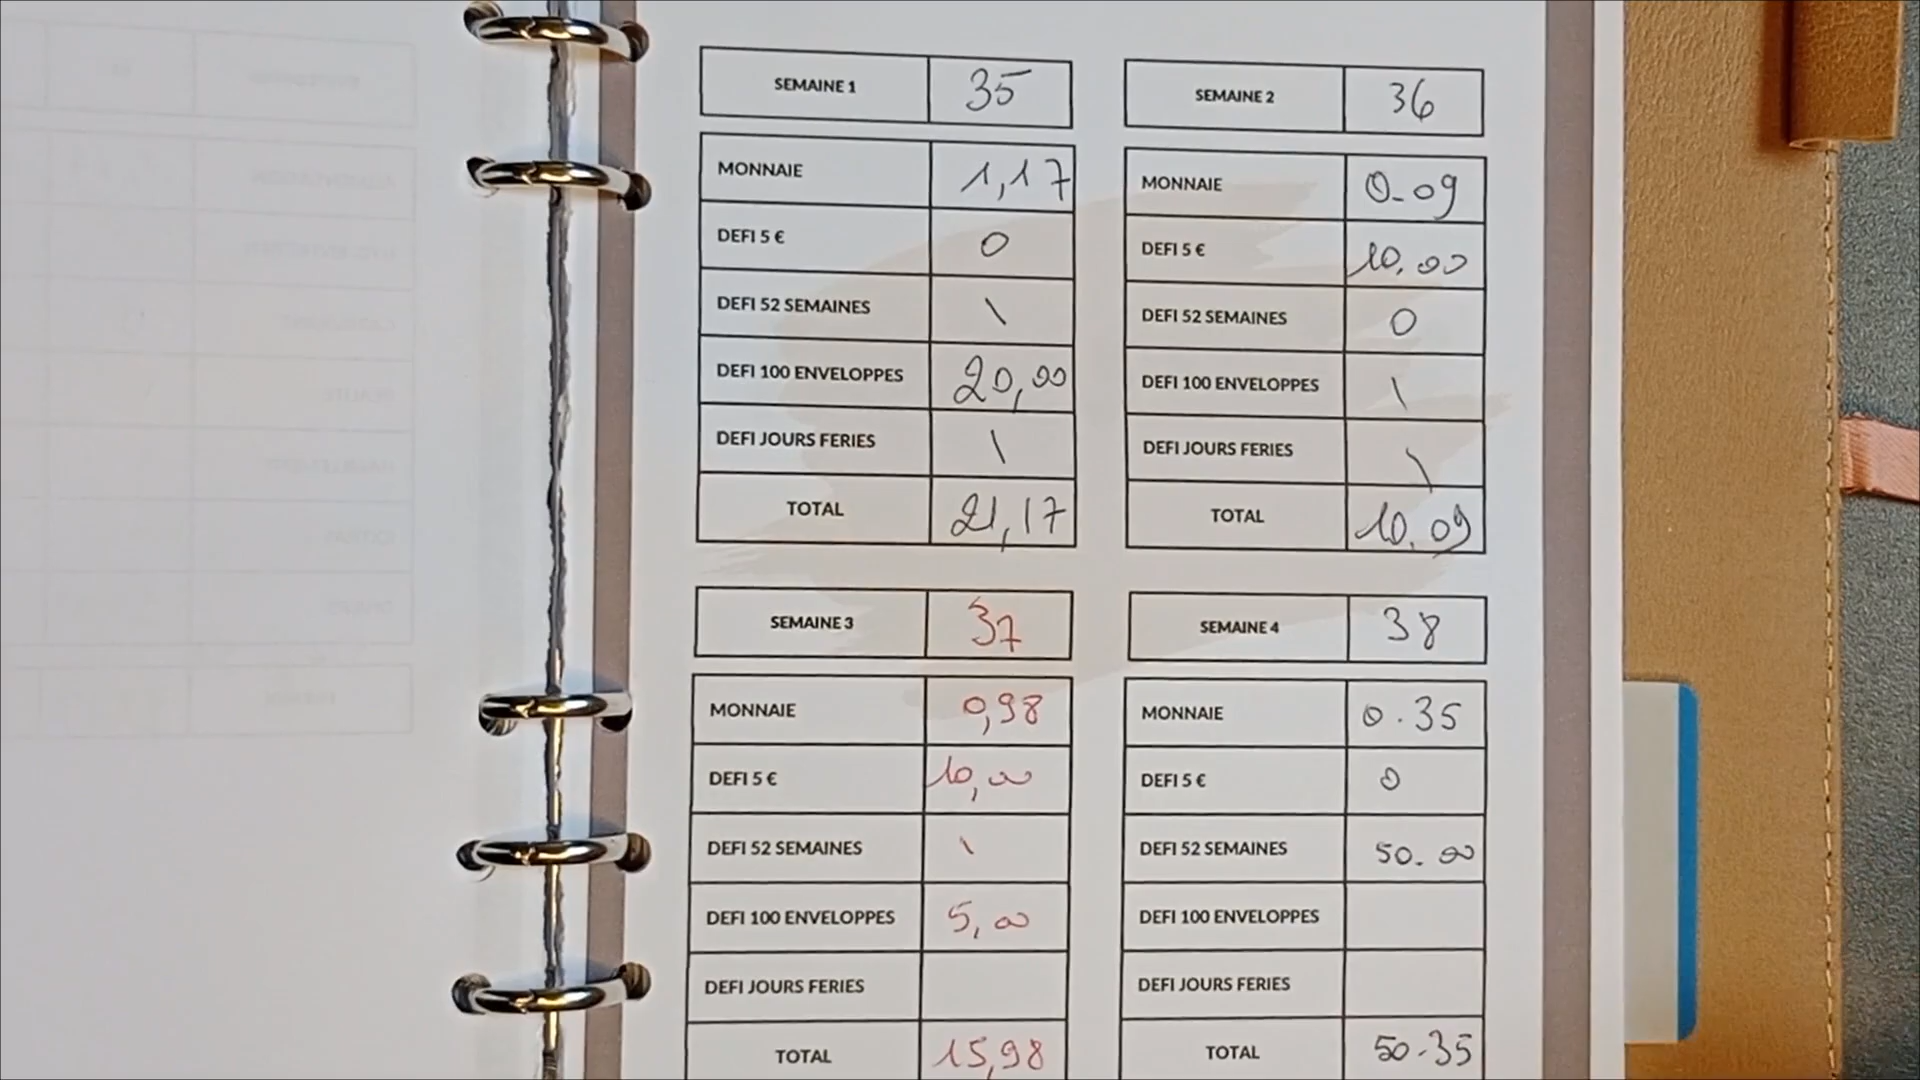 SEMAINE 1 35
MONNAIE 1,17
DEFI 5 € 0
DEFI 52 SEMAINES \
DEFI 100 ENVELOPPES 20,00
DEFI JOURS FERIES \
TOTAL 21,17
SEMAINE 2 36
MONNAIE 0.09
DEFI 5 € 10.00
DEFI 52 SEMAINES 0
DEFI 100 ENVELOPPES \
DEFI JOURS FERIES \
TOTAL 10.09
SEMAINE 3 37
MONNAIE 0,98
DEFI 5 € 10,00
DEFI 52 SEMAINES \
DEFI 100 ENVELOPPES 5,00
DEFI JOURS FERIES
TOTAL 15,98
SEMAINE 4 38
MONNAIE 0.35
DEFI 5 € 0
DEFI 52 SEMAINES 50.00
DEFI 100 ENVELOPPES
DEFI JOURS FERIES
TOTAL 50.35